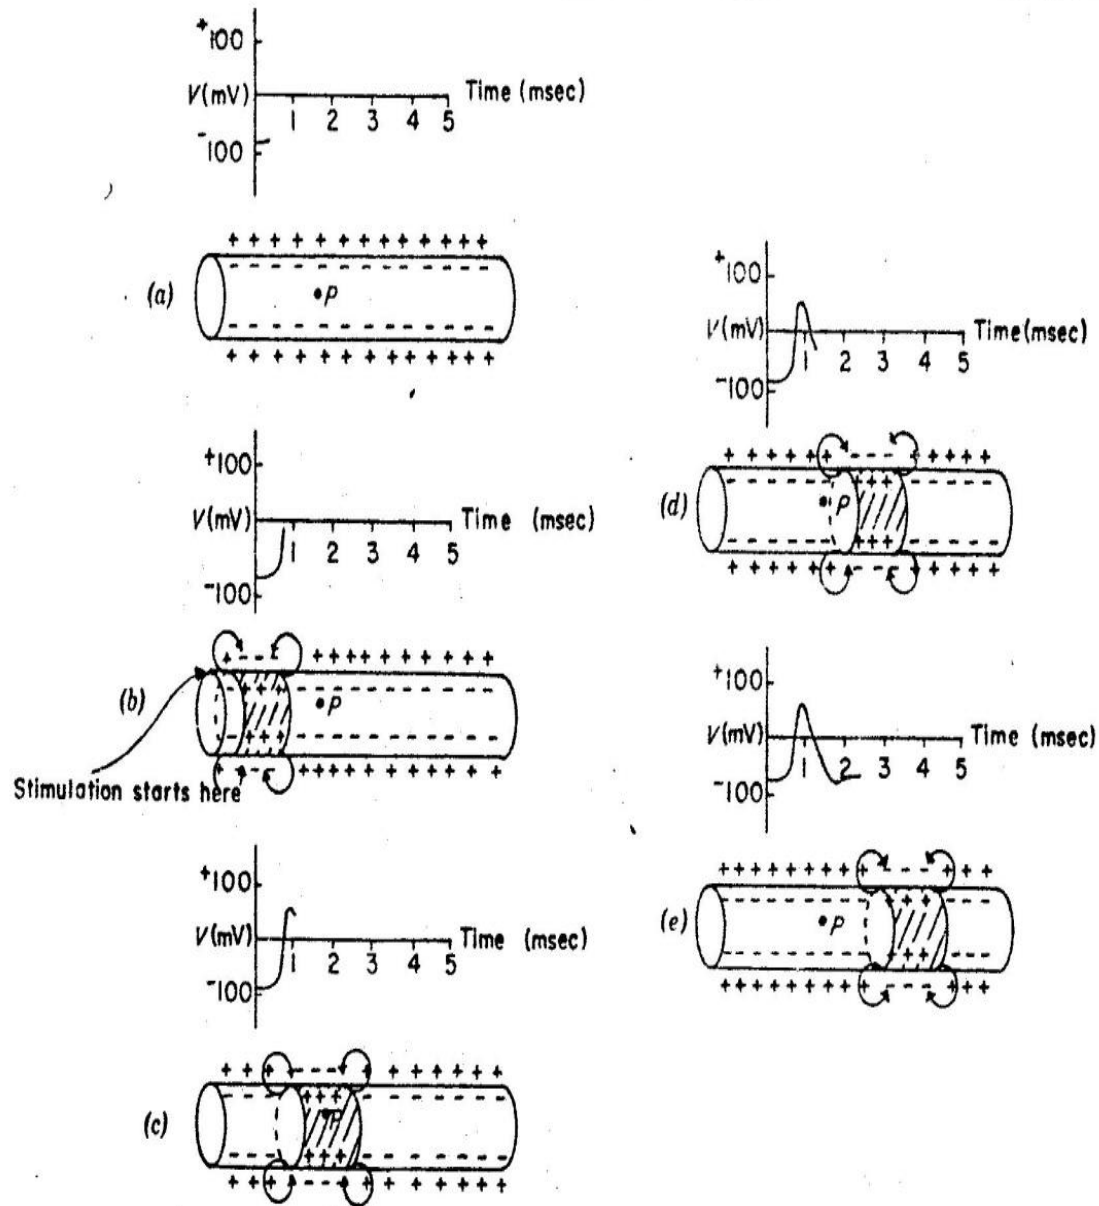 +100
V(mV)
Time (msec)
1 2 3 4 5
-100
+ + + + + + + + + + + +
- - - - - - - - - - - -
(a)
•P
- - - - - - - - - - - -
+ + + + + + + + + + + +
+100
V(mV)
Time (msec)
1 2 3 4 5
-100
(b)
•P
Stimulation starts here
+100
V(mV)
Time (msec)
1 2 3 4 5
-100
(c)
P
+100
V(mV)
Time(msec)
1 2 3 4 5
-100
(d)
•P
+100
V(mV)
Time (msec)
1 2 3 4 5
-100
(e)
•P